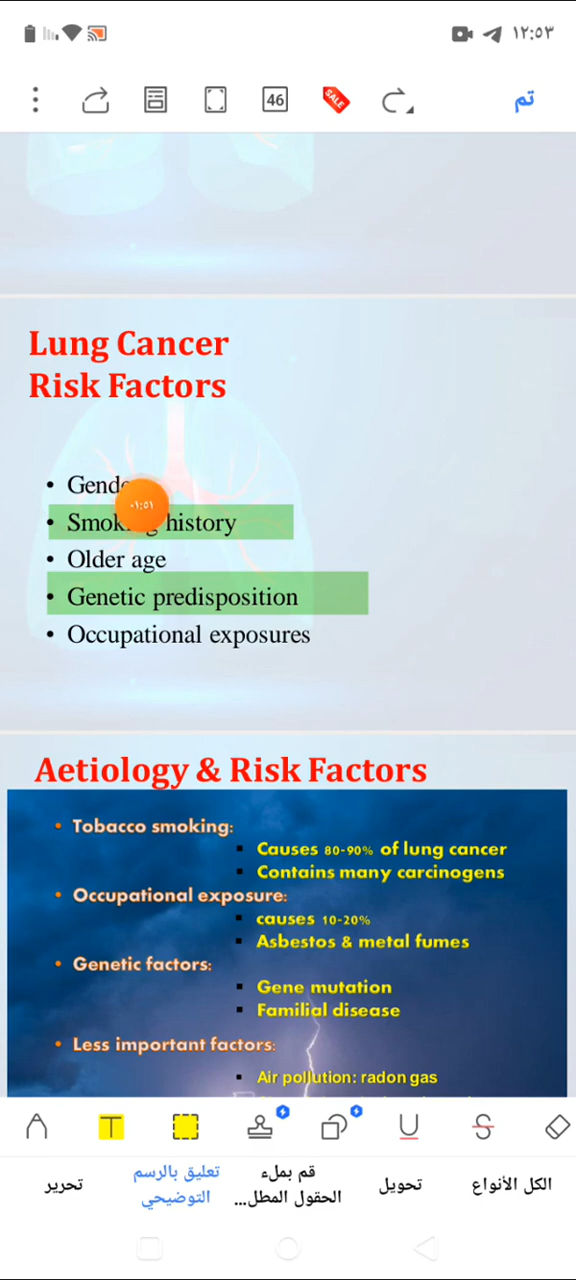 ١٢:٥٣
46
SALE
تم
Lung Cancer
Risk Factors
• 
• history
• Older age
• Genetic predisposition
• Occupational exposures
٠١:٥١
Aetiology & Risk Factors
• Tobacco smoking:
▪ Causes 80-90% of lung cancer
▪ Contains many carcinogens
• Occupational exposure:
▪ causes 10-20%
▪ Asbestos & metal fumes
• Genetic factors:
▪ Gene mutation
▪ Familial disease
• Less important factors:
▪ Air pollution: radon gas
T
U
S
الكل الأنواع
تحويل
قم بملء
الحقول المطل...
تعليق بالرسم
التوضيحي
تحرير